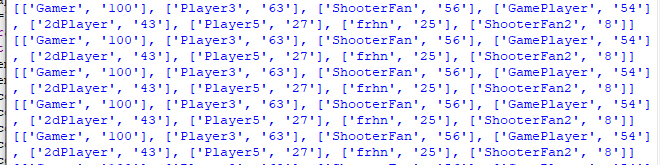 [['Gamer', '100'], ['Player3', '63'], ['ShooterFan', '56'], ['GamePlayer', '54']
, ['2dPlayer', '43'], ['Player5', '27'], ['frhn', '25'], ['ShooterFan2', '8']]
[['Gamer', '100'], ['Player3', '63'], ['ShooterFan', '56'], ['GamePlayer', '54']
, ['2dPlayer', '43'], ['Player5', '27'], ['frhn', '25'], ['ShooterFan2', '8']]
[['Gamer', '100'], ['Player3', '63'], ['ShooterFan', '56'], ['GamePlayer', '54']
, ['2dPlayer', '43'], ['Player5', '27'], ['frhn', '25'], ['ShooterFan2', '8']]
[['Gamer', '100'], ['Player3', '63'], ['ShooterFan', '56'], ['GamePlayer', '54']
, ['2dPlayer', '43'], ['Player5', '27'], ['frhn', '25'], ['ShooterFan2', '8']]
[['Gamer', '100'], ['Player3', '63'], ['ShooterFan', '56'], ['GamePlayer', '54']
, ['2dPlayer', '43'], ['Player5', '27'], ['frhn', '25'], ['ShooterFan2', '8']]